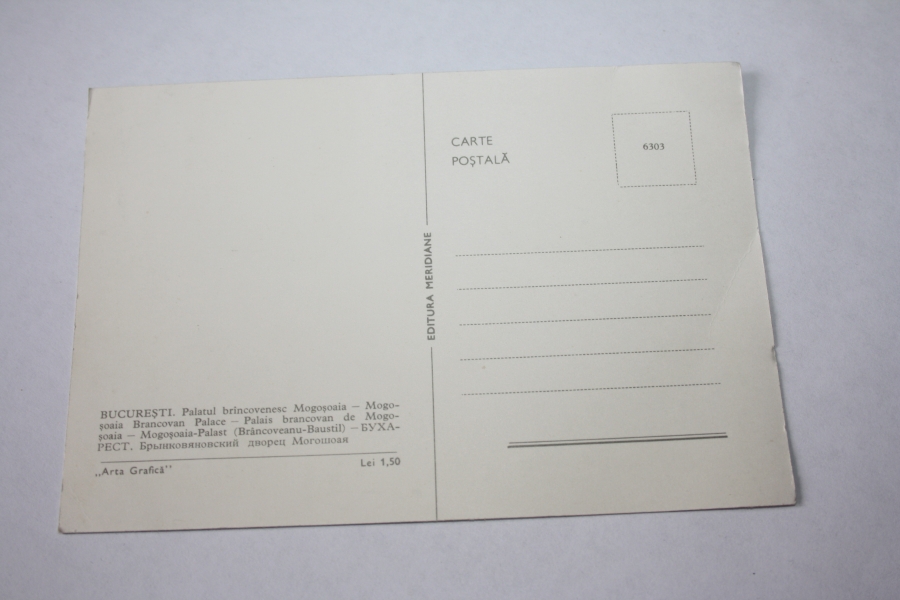 CARTE
POȘTALĂ
6303
EDITURA MERIDIANE
BUCUREȘTI. Palatul brîncovenesc Mogoșoaia – Mogo-
șoaia Brancovan Palace – Palais brancovan de Mogo-
șoaia – Mogoșoaia-Palast (Brâncoveanu-Baustil) – БУХА-
РЕСТ. Брынковяновский дворец Могошоая
„Arta Grafică”
Lei 1,50